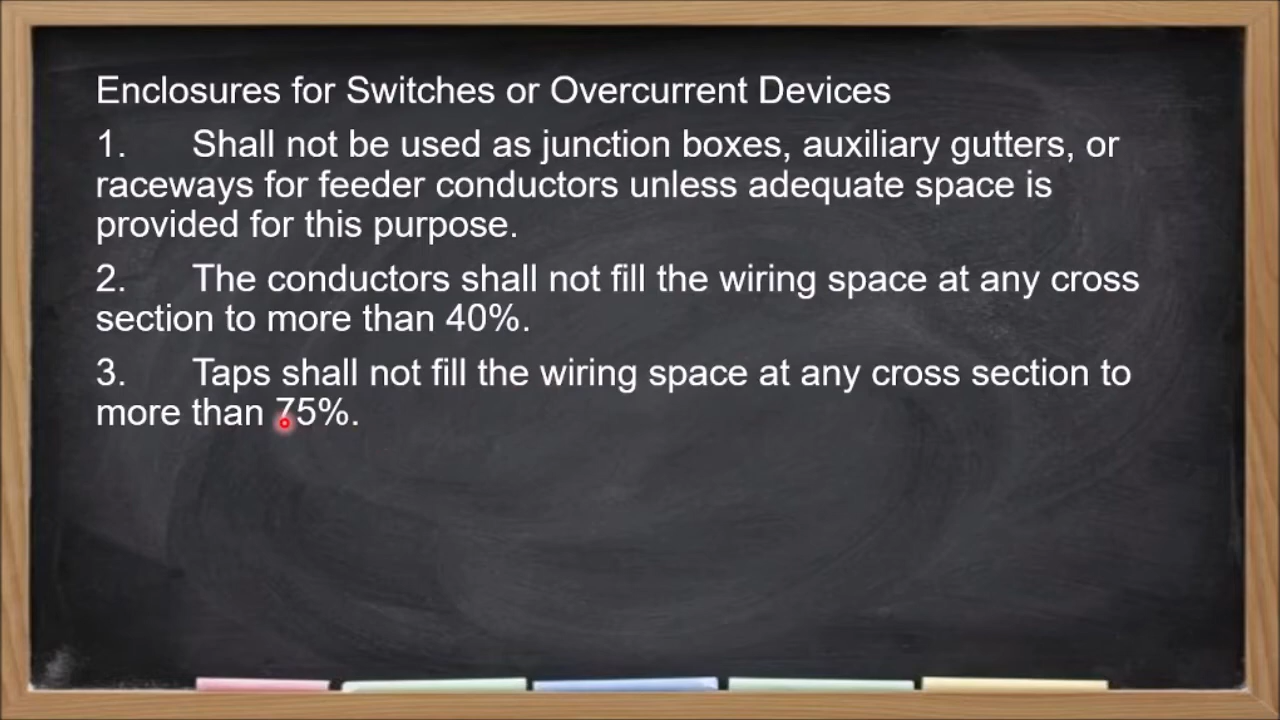 Enclosures for Switches or Overcurrent Devices
1. Shall not be used as junction boxes, auxiliary gutters, or
raceways for feeder conductors unless adequate space is
provided for this purpose.
2. The conductors shall not fill the wiring space at any cross
section to more than 40%.
3. Taps shall not fill the wiring space at any cross section to
more than 75%.